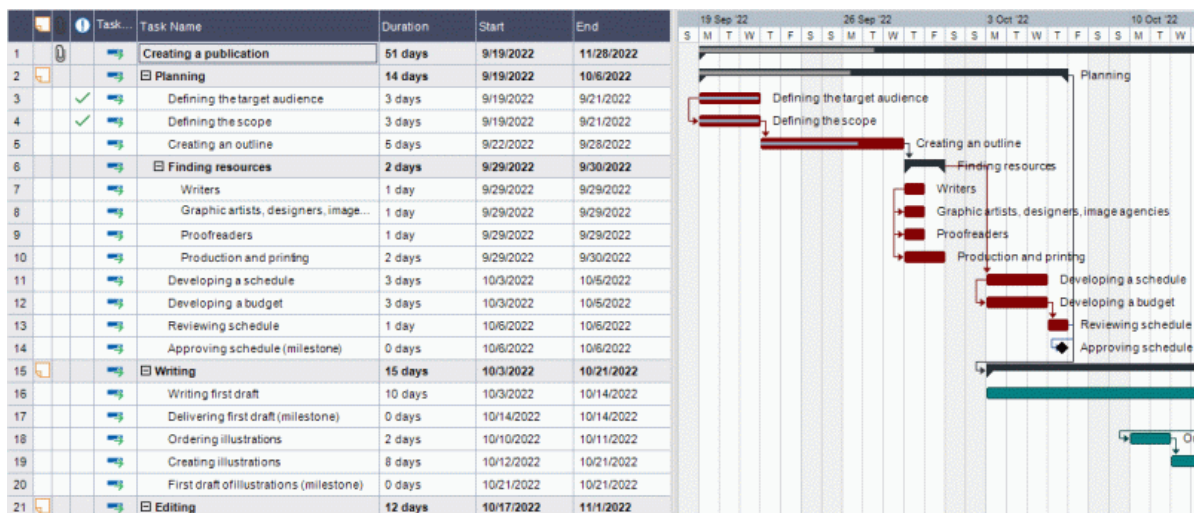 Task... Task Name Duration Start End 19 Sep '22 26 Sep '22 3 Oct '22 10 Oct '22
S M T W T F S S M T W T F S S M T W T F S S M T W
1 Creating a publication 51 days 9/19/2022 11/28/2022
2 Planning 14 days 9/19/2022 10/6/2022 Planning
3 Defining the target audience 3 days 9/19/2022 9/21/2022 Defining the target audience
4 Defining the scope 3 days 9/19/2022 9/21/2022 Defining the scope
5 Creating an outline 5 days 9/22/2022 9/28/2022 Creating an outline
6 Finding resources 2 days 9/29/2022 9/30/2022 Finding resources
7 Writers 1 day 9/29/2022 9/29/2022 Writers
8 Graphic artists, designers, image... 1 day 9/29/2022 9/29/2022 Graphic artists, designers, image agencies
9 Proofreaders 1 day 9/29/2022 9/29/2022 Proofreaders
10 Production and printing 2 days 9/29/2022 9/30/2022 Production and printing
11 Developing a schedule 3 days 10/3/2022 10/5/2022 Developing a schedule
12 Developing a budget 3 days 10/3/2022 10/5/2022 Developing a budget
13 Reviewing schedule 1 day 10/6/2022 10/6/2022 Reviewing schedule
14 Approving schedule (milestone) 0 days 10/6/2022 10/6/2022 Approving schedule
15 Writing 15 days 10/3/2022 10/21/2022
16 Writing first draft 10 days 10/3/2022 10/14/2022
17 Delivering first draft (milestone) 0 days 10/14/2022 10/14/2022
18 Ordering illustrations 2 days 10/10/2022 10/11/2022
19 Creating illustrations 8 days 10/12/2022 10/21/2022
20 First draft of illustrations (milestone) 0 days 10/21/2022 10/21/2022
21 Editing 12 days 10/17/2022 11/1/2022